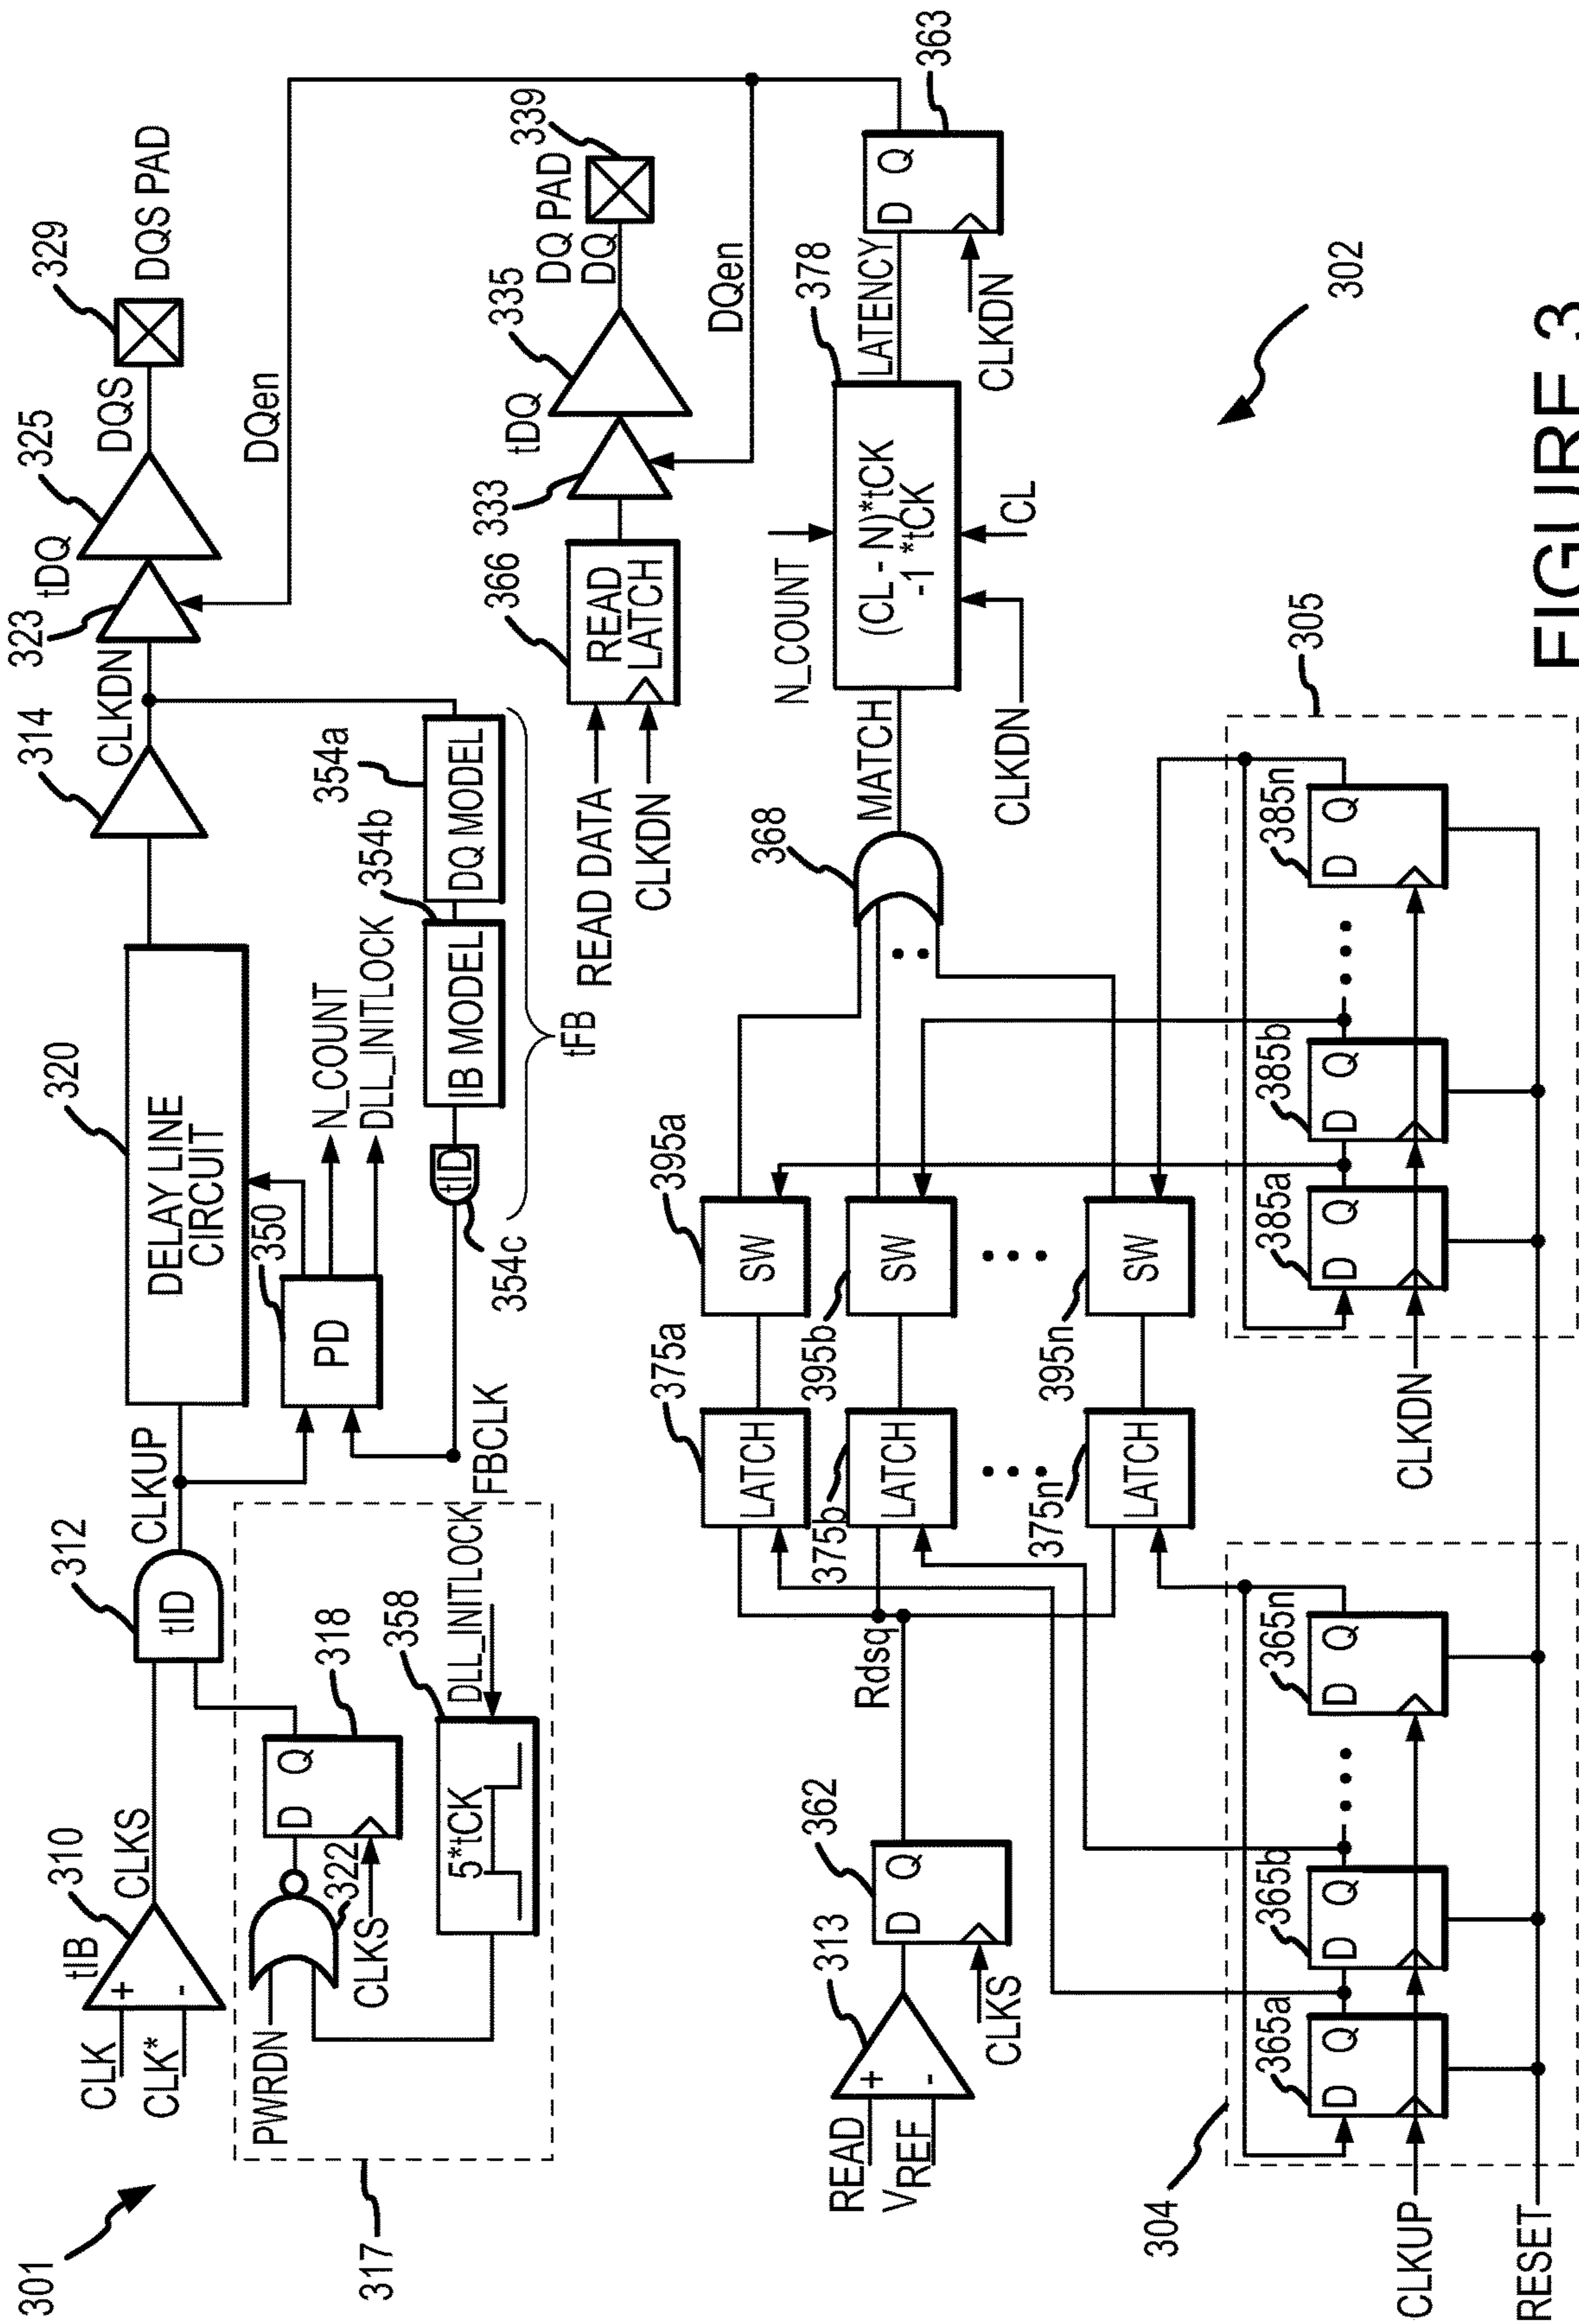 301
CLK
CLK*
tIB
310
+
-
CLKS
tID
312
CLKUP
DELAY LINE
CIRCUIT
320
314
CLKDN
323
tDQ
325
DQS
329
DQS PAD
DQen
317
PWRDN
322
CLKS
D Q
318
5*tCK
358
DLL_INITLOCK
PD
350
N_COUNT
DLL_INITLOCK
FBCLK
tID
354c
IB MODEL
354b
DQ MODEL
354a
tFB
READ DATA
CLKDN
READ
LATCH
366
333
tDQ
335
DQ PAD
DQ
339
DQen
READ
VREF
+
-
313
D Q
362
CLKS
Rdsq
LATCH
375a
SW
395a
LATCH
375b
SW
395b
LATCH
375n
SW
395n
368
MATCH
N_COUNT
(CL - N)*tCK
-1 *tCK
378
CLKDN
CL
LATENCY
D Q
363
CLKDN
302
304
CLKUP
RESET
365a
D Q
365b
D Q
365n
D Q
CLKDN
385a
D Q
385b
D Q
385n
D Q
305
FIGURE 3